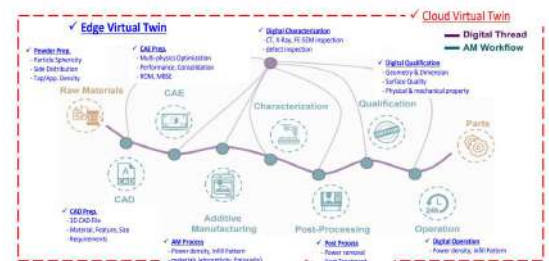 ✓ Edge Virtual Twin
✓ Cloud Virtual Twin
Digital Thread
AM Workflow
✓ Powder Prep.
- Particle Sphericity
- Side Distribution
- Tap/App. Density
✓ CAE Prep.
- Multi-physics Optimization
- Performance, Consolidation
- ROM, MBSE
✓ Digital Characterization
- CT, X-Ray, FE-SEM inspection
- defect inspection
✓ Digital Qualification
- Geometry & Dimension
- Surface Quality
- Physical & mechanical property
Raw Materials
CAE
Characterization
Qualification
Parts
CAD
Additive
Manufacturing
Post-Processing
Operation
✓ CAD Prep.
- 3D CAD File
- Material, Feature, Size
Requirements
✓ AM Process
- Power density, Infill Pattern
✓ Post Process
- Power removal
✓ Digital Operation
- Power density, Infill Pattern